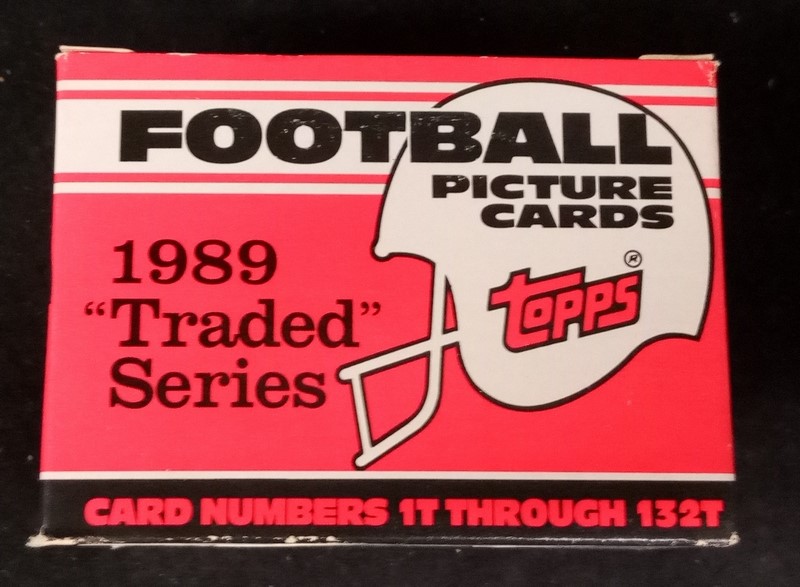 FOOTBALL
PICTURE
CARDS
1989
“Traded”
Series
topps®
CARD NUMBERS 1T THROUGH 132T